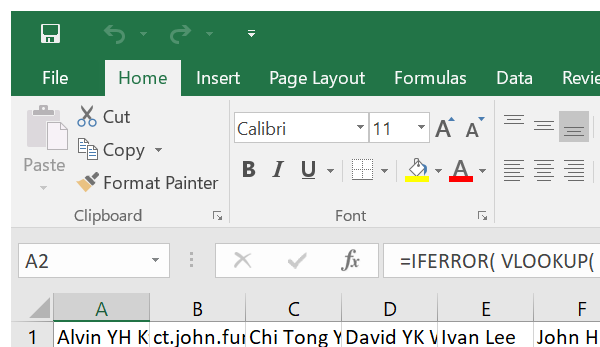 File Home Insert Page Layout Formulas Data
Cut
Calibri 11 A A
Copy
Paste
B I U A
Format Painter
Clipboard Font
A2 fx =IFERROR( VLOOKUP(
A B C D E F
1 Alvin YH K ct.john.fu Chi Tong Y David YK Ivan Lee John H